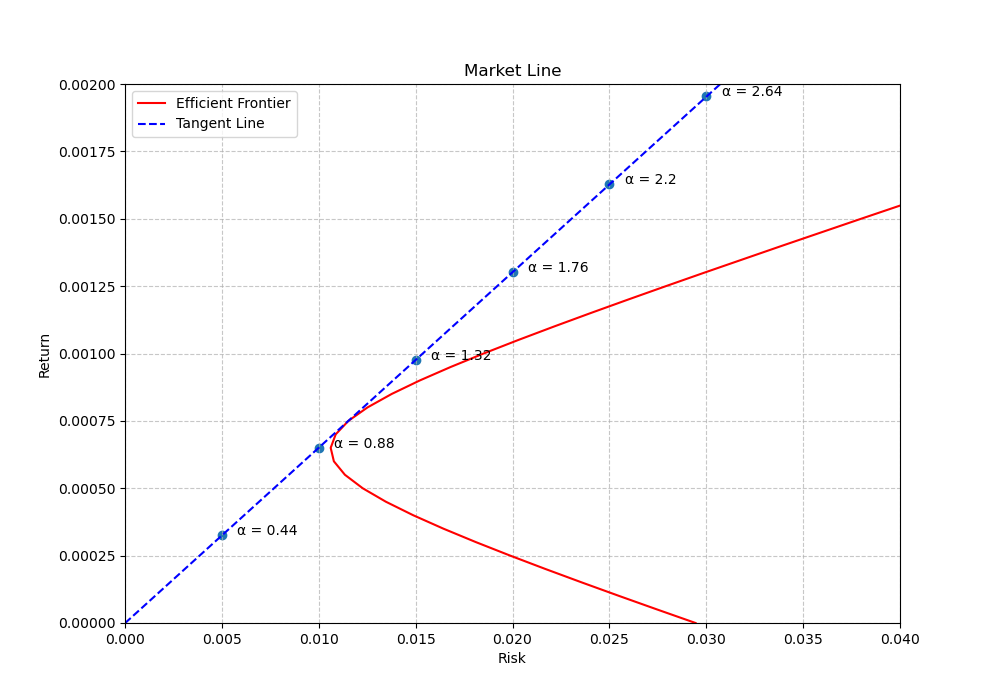 Market Line
Efficient Frontier
Tangent Line
Return
0.00200
0.00175
0.00150
0.00125
0.00100
0.00075
0.00050
0.00025
0.00000
α = 2.64
α = 2.2
α = 1.76
α = 1.32
α = 0.88
α = 0.44
0.000 0.005 0.010 0.015 0.020 0.025 0.030 0.035 0.040
Risk